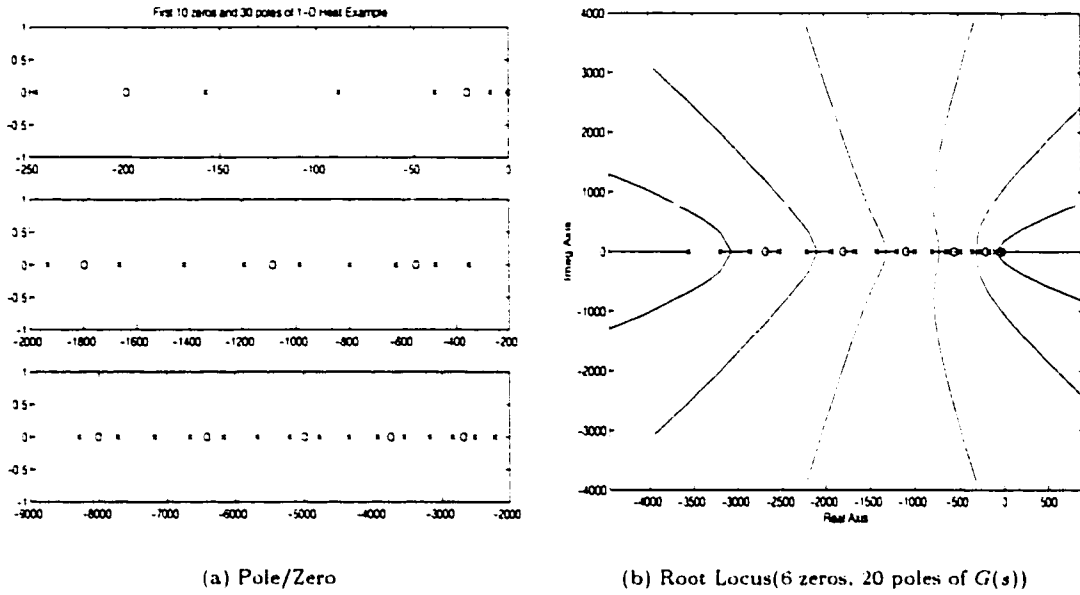 First 10 zeros and 30 poles of 1-D Heat Example
1
0.5
0
-0.5
-1
-250 -200 -150 -100 -50 0
1
0.5
0
-0.5
-1
-2000 -1800 -1600 -1400 -1200 -1000 -800 -600 -400 -200
1
0.5
0
-0.5
-1
-9000 -8000 -7000 -6000 -5000 -4000 -3000 -2000
(a) Pole/Zero
4000
3000
2000
1000
0
-1000
-2000
-3000
-4000
Imag Axis
-4000 -3500 -3000 -2500 -2000 -1500 -1000 -500 0 500
Real Axis
(b) Root Locus(6 zeros, 20 poles of G(s))